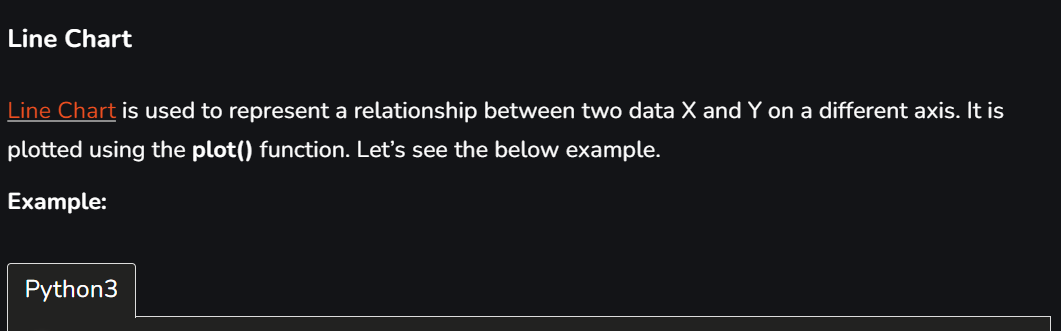 Line Chart
Line Chart is used to represent a relationship between two data X and Y on a different axis. It is
plotted using the plot() function. Let’s see the below example.
Example:
Python3